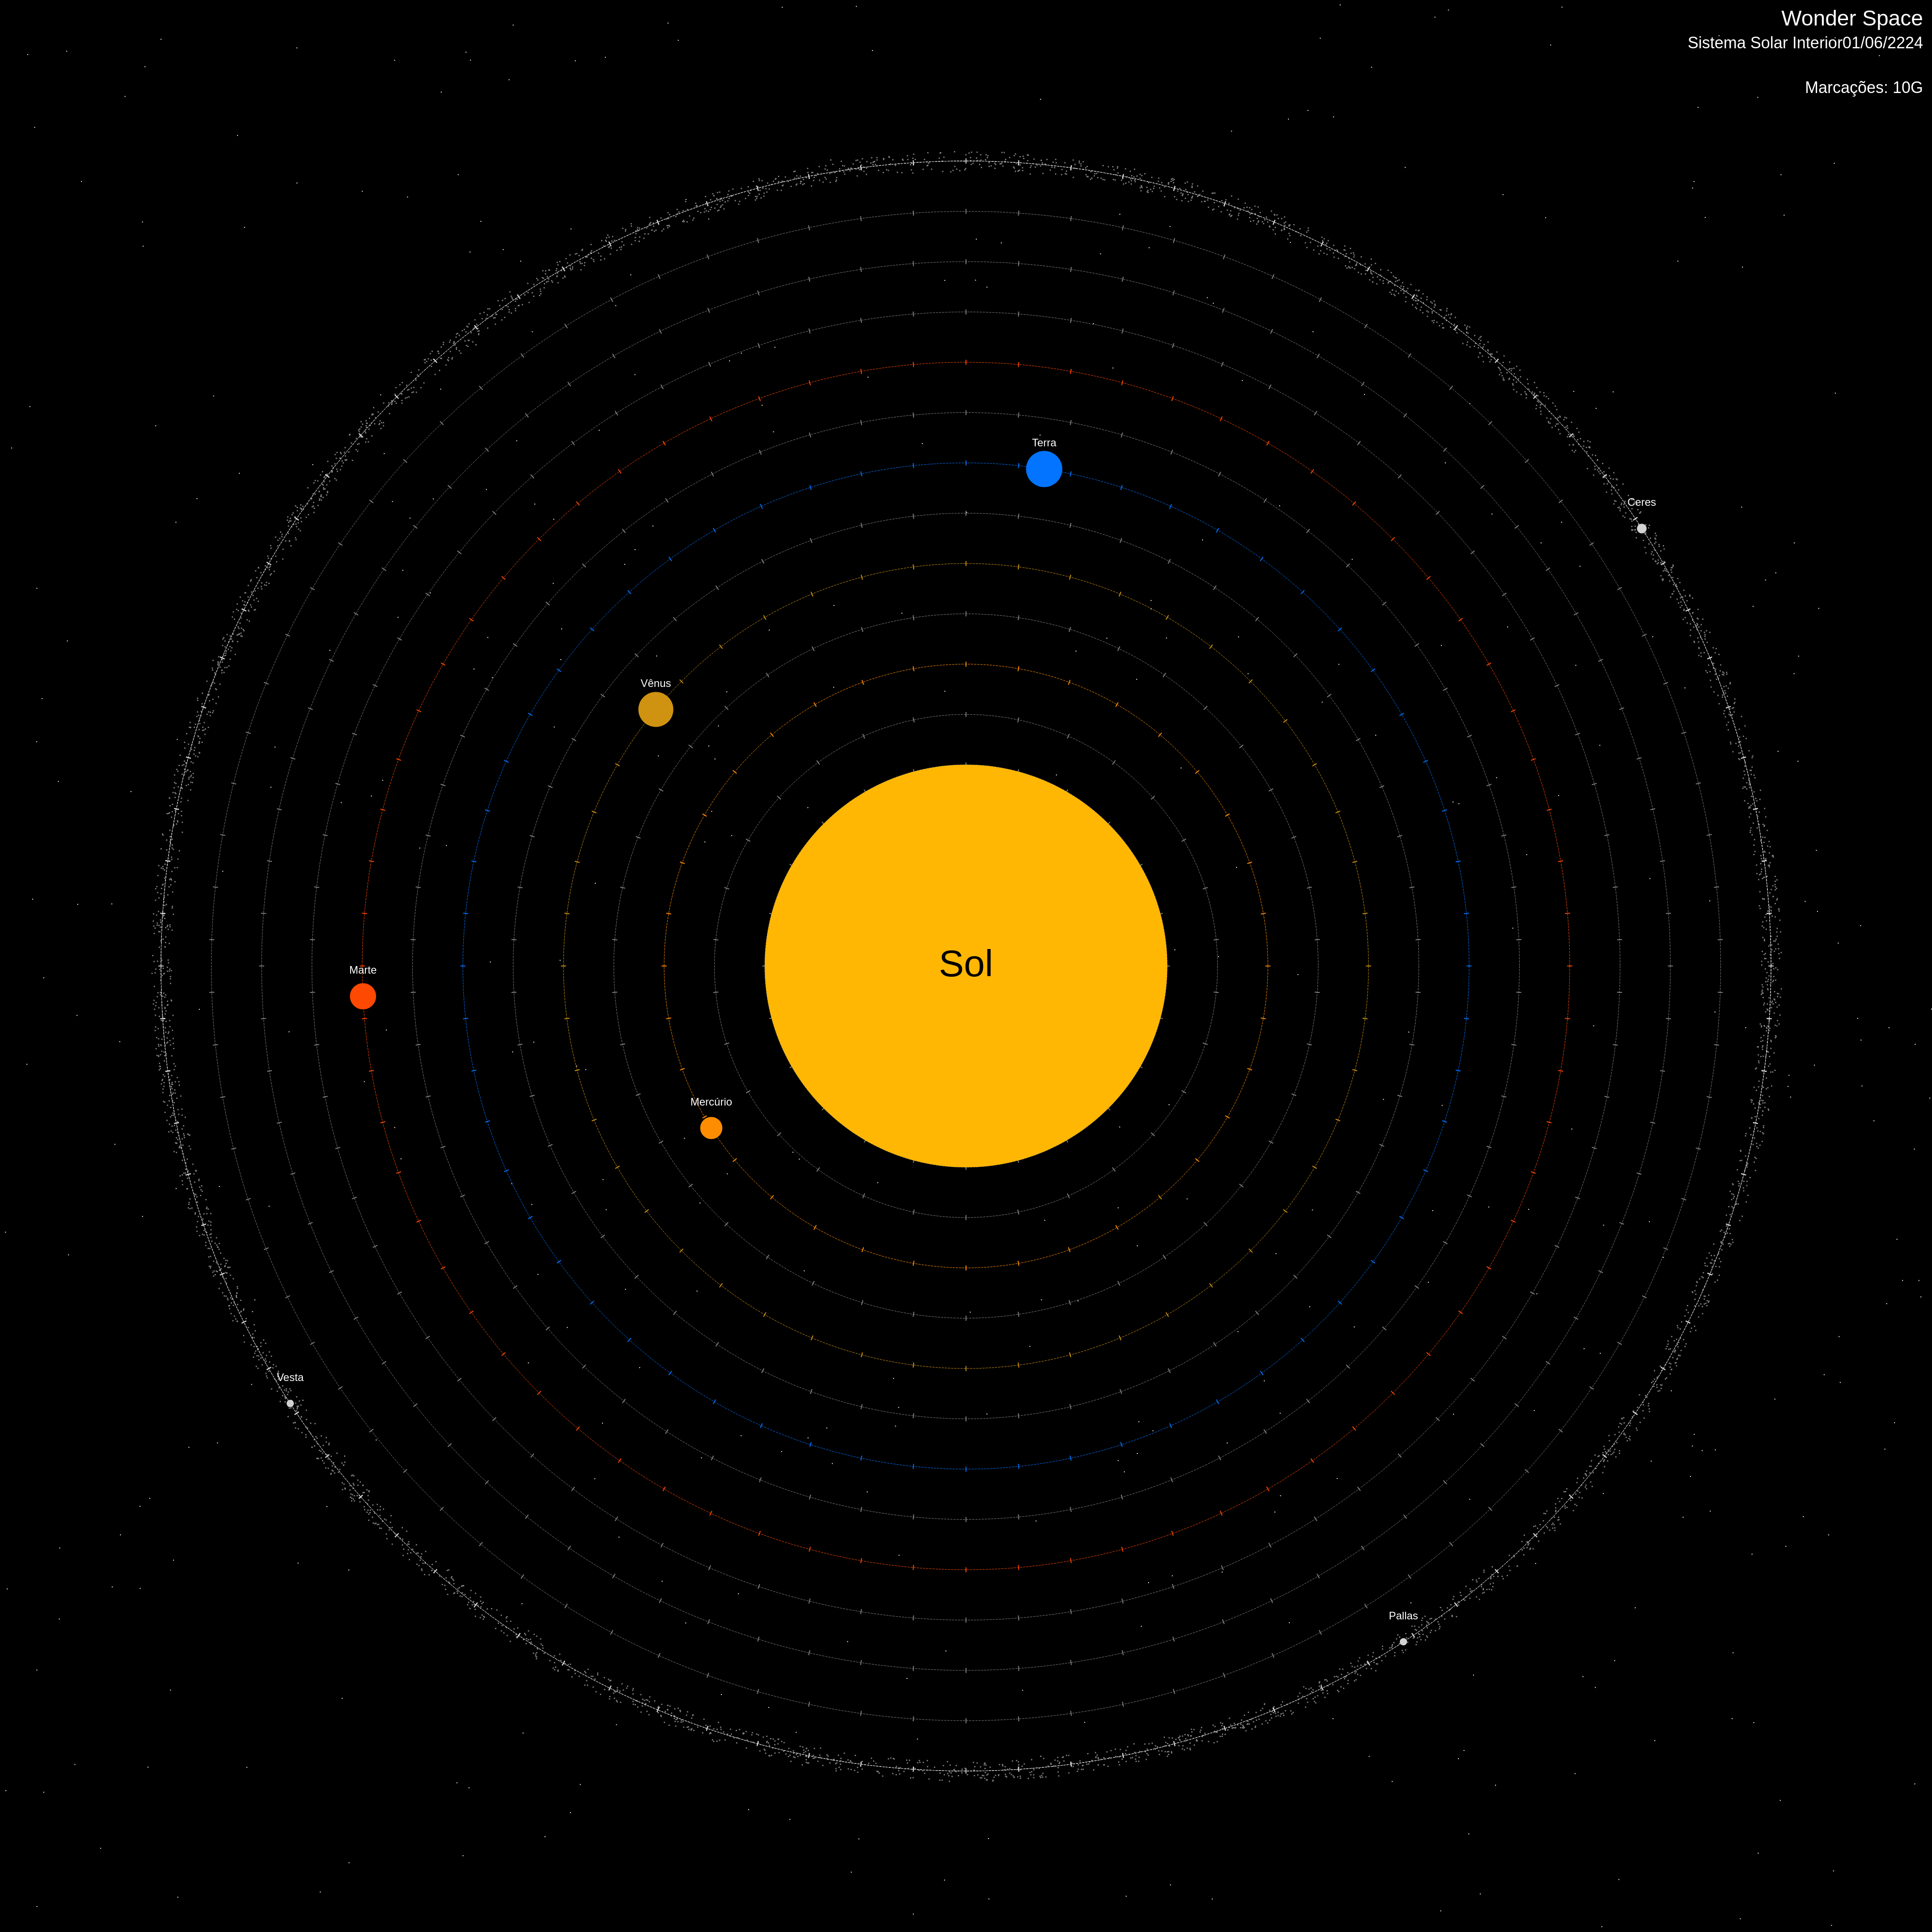 Wonder Space
Sistema Solar Interior01/06/2224
Marcações: 10G
Terra
Ceres
Vênus
Sol
Marte
Mercúrio
Vesta
Pallas